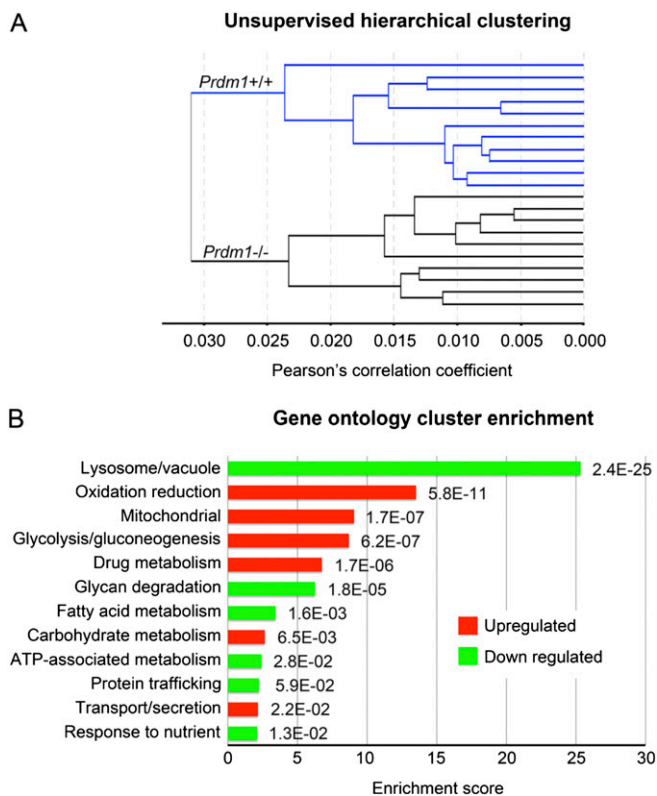 A
Unsupervised hierarchical clustering
Prdm1+/+
Prdm1-/-
0.030 0.025 0.020 0.015 0.010 0.005 0.000
Pearson's correlation coefficient
B
Gene ontology cluster enrichment
Lysosome/vacuole 2.4E-25
Oxidation reduction 5.8E-11
Mitochondrial 1.7E-07
Glycolysis/gluconeogenesis 6.2E-07
Drug metabolism 1.7E-06
Glycan degradation 1.8E-05
Fatty acid metabolism 1.6E-03
Carbohydrate metabolism 6.5E-03
ATP-associated metabolism 2.8E-02
Protein trafficking 5.9E-02
Transport/secretion 2.2E-02
Response to nutrient 1.3E-02
Upregulated
Down regulated
0 5 10 15 20 25 30
Enrichment score